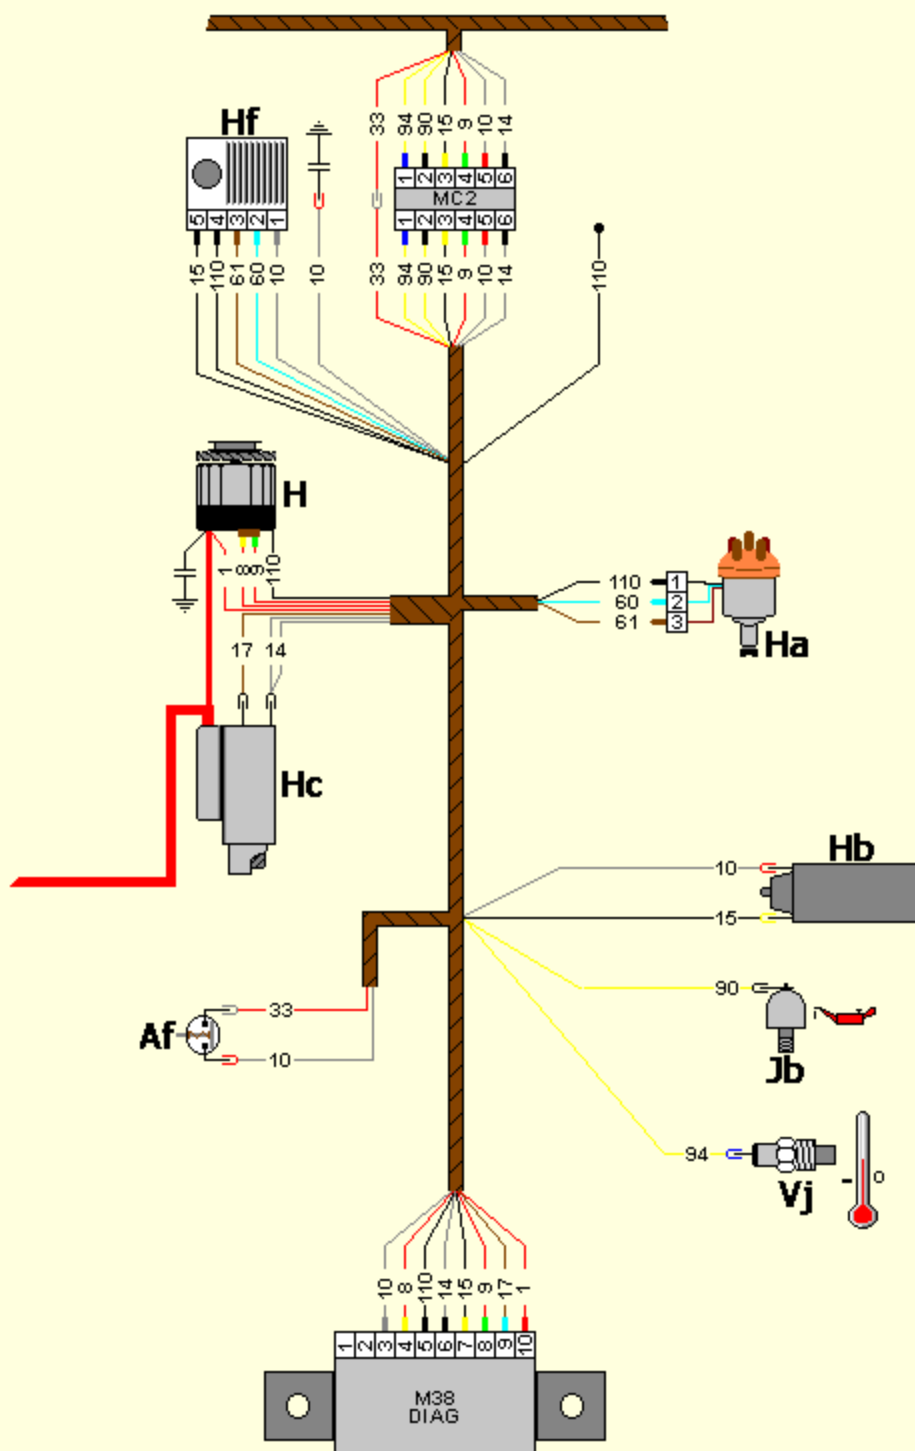 33 94 90 15 9 10 14
Hf
1 2 3 4 5 6
MC2
5 4 3 2 1
1 2 3 4 5 6
15 110 61 60 10
10
33 94 90 15 9 10 14
110
H
1 8 9 110
110 1
60 2
61 3
Ha
17 14
Hc
Hb
10
15
90
33
Af
10
Jb
94
Vj
- 0
10 8 110 14 15 9 17 1
1 2 3 4 5 6 7 8 9 10
M38
DIAG